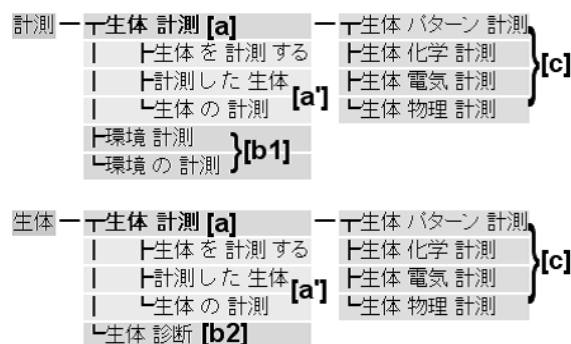 計測 生体 計測 [a] 生体 パターン 計測
生体 を 計測 する 生体 化学 計測 [c]
計測 した 生体 [a'] 生体 電気 計測
生体 の 計測 生体 物理 計測
環境 計測 [b1]
環境 の 計測
生体 生体 計測 [a] 生体 パターン 計測
生体 を 計測 する 生体 化学 計測 [c]
計測 した 生体 [a'] 生体 電気 計測
生体 の 計測 生体 物理 計測
生体 診断 [b2]